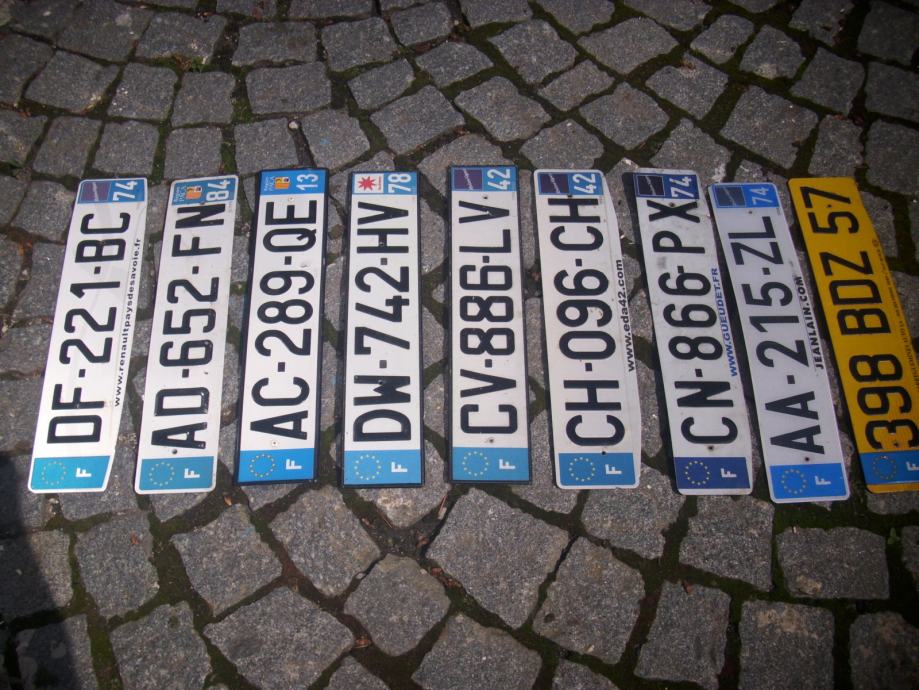 F DF-221-BC 74
www.renaultpaysdesavoie.fr
F AD-652-FN 84
F AC-289-QE 13
F DW-742-HV 78
F CV-886-LV 42
F CH-096-CH 42
www.eda42.com
F CN-866-PX 74
WWW.GUEUDET.FR
F AA-215-ZL 74
JEANLAIN.COM
F 398 BDZ 57